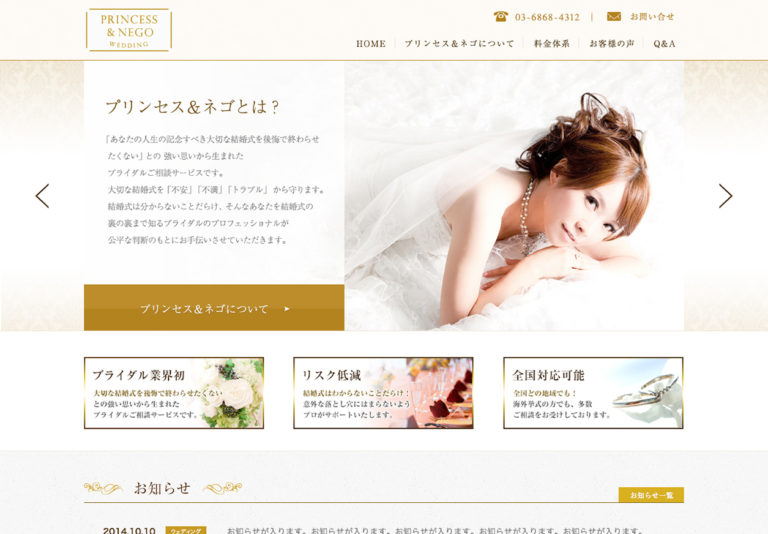 PRINCESS
& NEGO
WEDDING
03-6868-4312 | お問い合せ
HOME
プリンセス＆ネゴについて
料金体系
お客様の声
Q&A
プリンセス＆ネゴとは？
「あなたの人生の記念すべき大切な結婚式を後悔で終わらせ
たくない」との 強い思いから生まれた
ブライダルご相談サービスです。
大切な結婚式を『不安』『不満』『トラブル』 から守ります。
結婚式は分からないことだらけ、そんなあなたを結婚式の
裏の裏まで知るブライダルのプロフェッショナルが
公平な判断のもとにお手伝いさせていただきます。
プリンセス＆ネゴについて
ブライダル業界初
大切な結婚式を後悔で終わらせたくない
との強い思いから生まれた
ブライダルご相談サービスです。
リスク低減
結婚式はわからないことだらけ！
意外な落とし穴にはまらないよう
プロがサポートいたします。
全国対応可能
全国どの地域でも！
海外挙式の方でも、多数
ご相談をお受けしております。
お知らせ
お知らせ一覧
2014.10.10
ウェディング
お知らせが入ります。お知らせが入ります。お知らせが入ります。お知らせが入ります。お知らせが入ります。